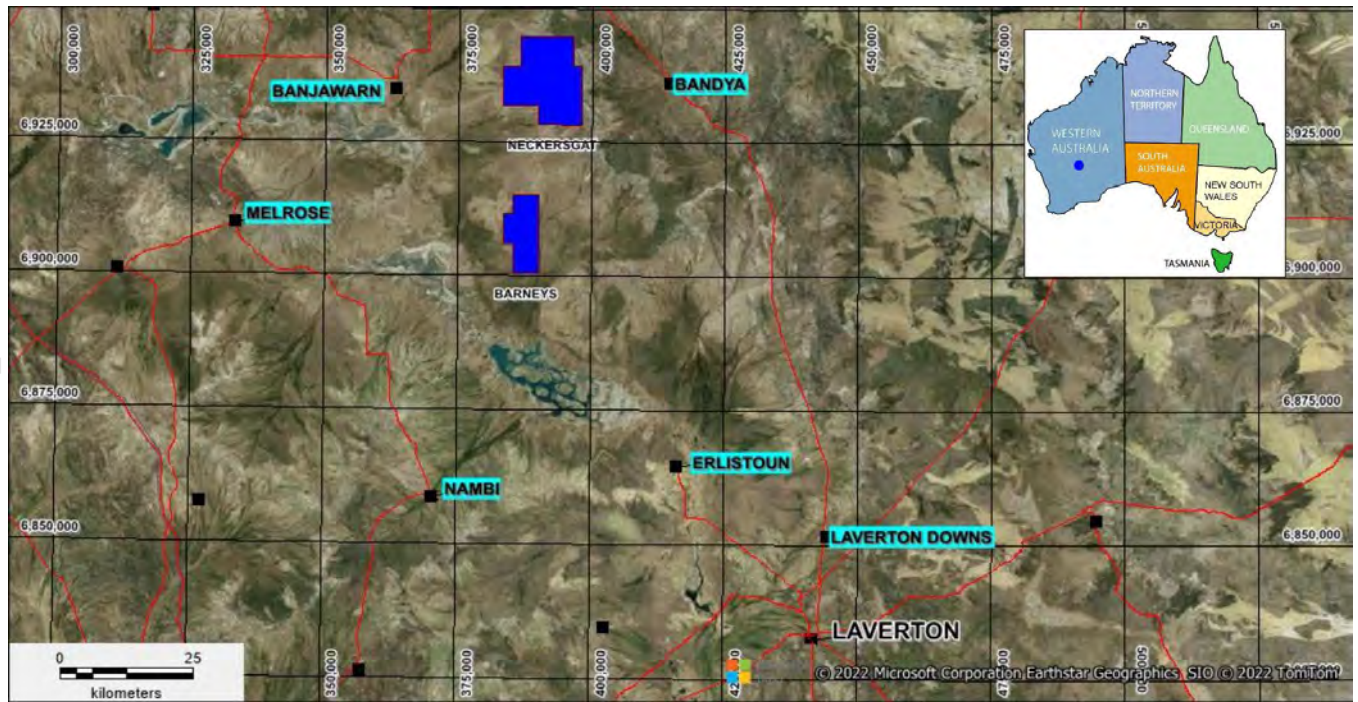 300,000
325,000
350,000
375,000
400,000
425,000
450,000
475,000
5
5
BANJAWARN
BANDYA
NECKERSGAT
6,925,000
6,925,000
MELROSE
BARNEYS
6,900,000
6,900,000
NORTHERN
TERRITORY
QUEENSLAND
WESTERN
AUSTRALIA
SOUTH
AUSTRALIA
NEW SOUTH
WALES
VICTORIA
TASMANIA
6,875,000
6,875,000
ERLISTOUN
NAMBI
6,850,000
6,850,000
LAVERTON DOWNS
LAVERTON
0 25
kilometers
350,000
375,000
400,000
© 2022 Microsoft Corporation Earthstar Geographics SIO © 2022 TomTom